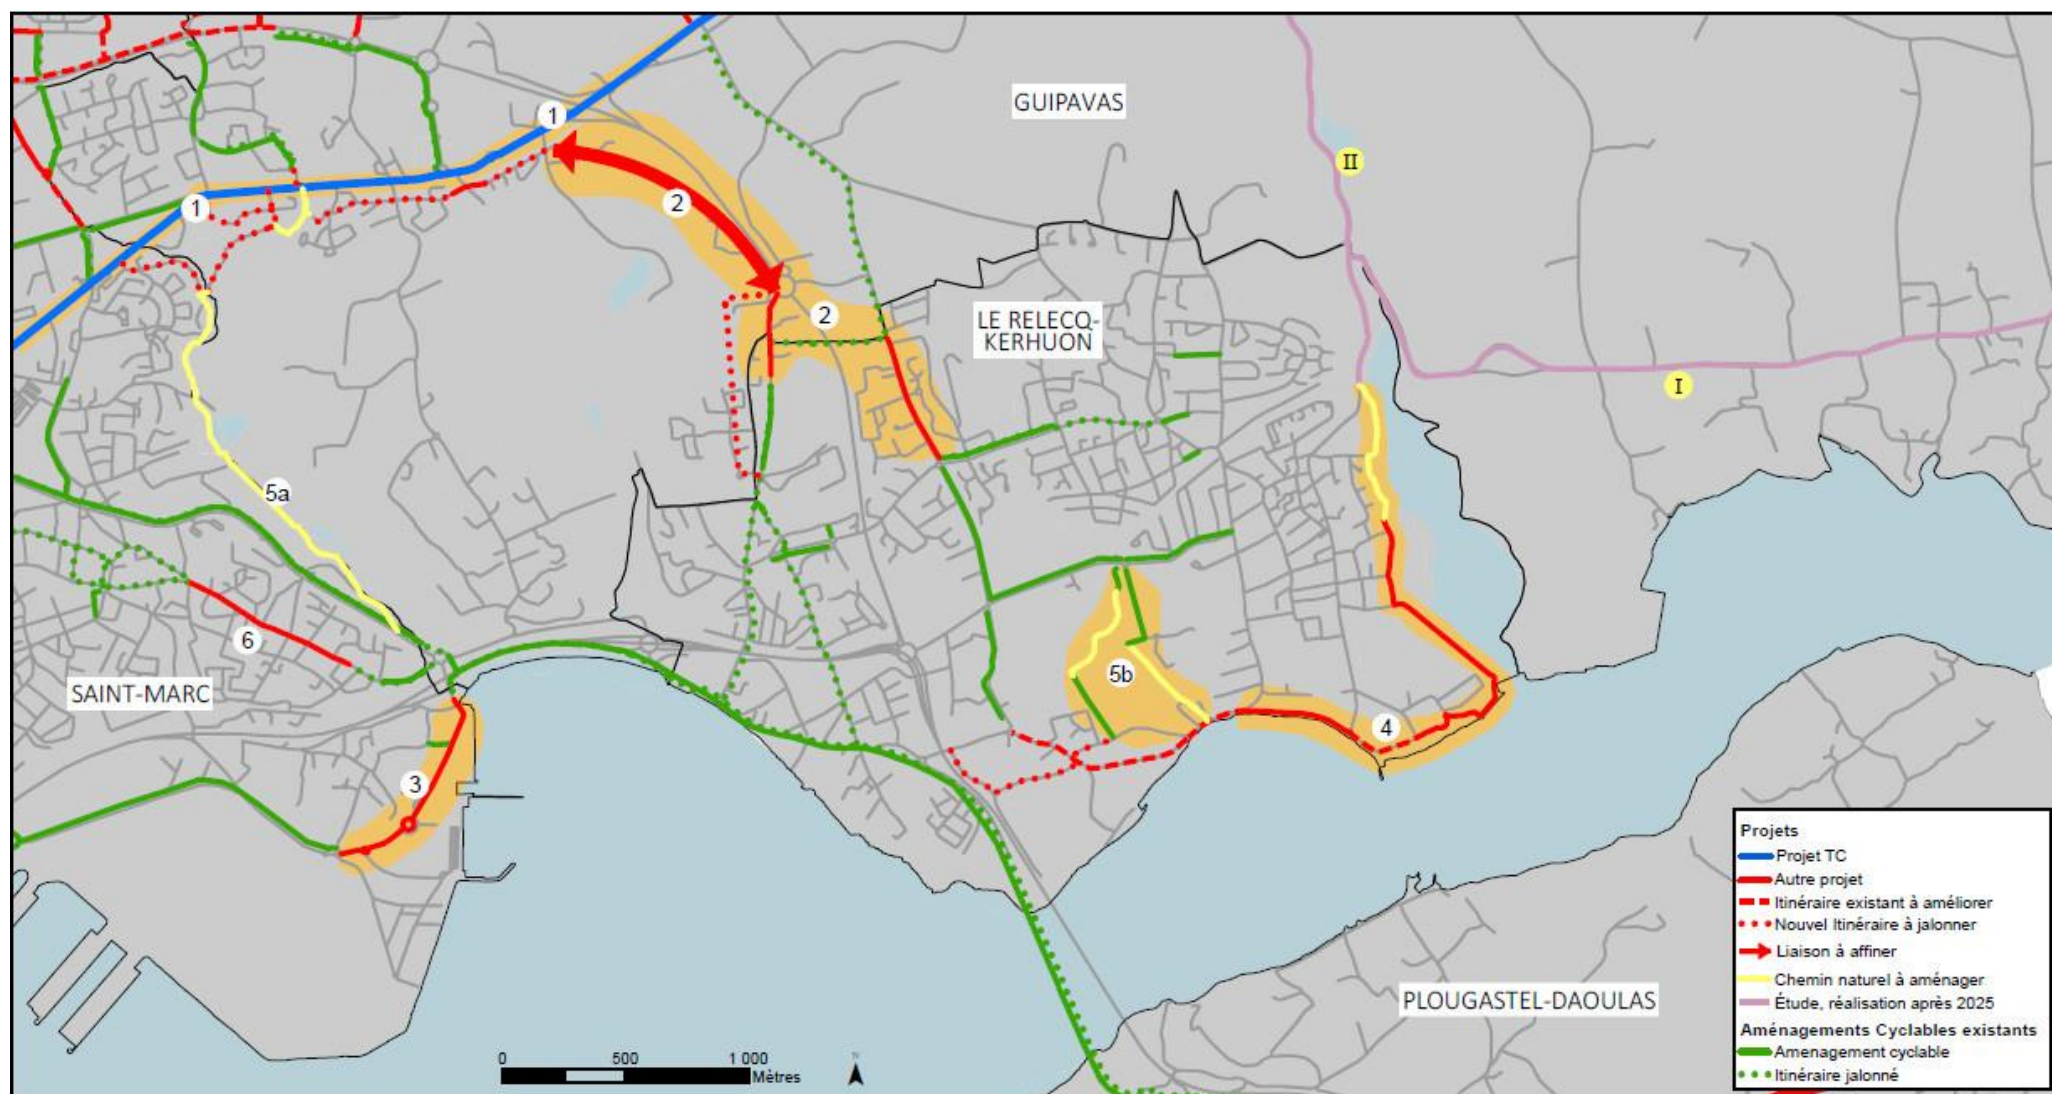 1
GUIPAVAS
II
1
2
2
LE RELECQ-
KERHUON
I
5a
6
SAINT-MARC
5b
4
3
PLOUGASTEL-DAOULAS
0 500 1 000
Mètres
N
Projets
Projet TC
Autre projet
Itinéraire existant à améliorer
Nouvel Itinéraire à jalonner
Liaison à affiner
Chemin naturel à aménager
Étude, réalisation après 2025
Aménagements Cyclables existants
Amenagement cyclable
Itinéraire jalonné